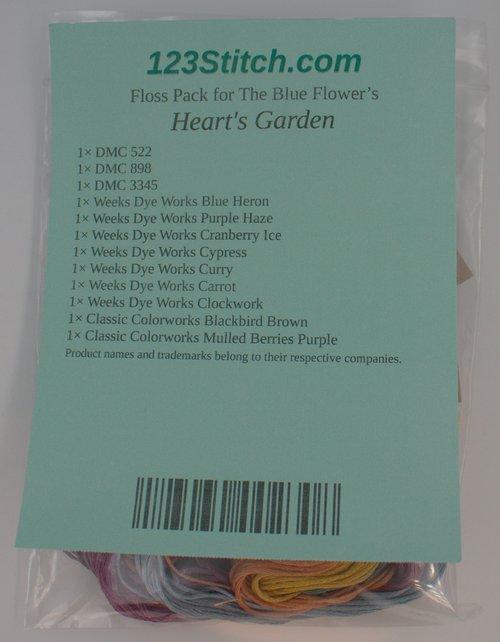 123Stitch.com
Floss Pack for The Blue Flower's
Heart's Garden
1× DMC 522
1× DMC 898
1× DMC 3345
1× Weeks Dye Works Blue Heron
1× Weeks Dye Works Purple Haze
1× Weeks Dye Works Cranberry Ice
1× Weeks Dye Works Cypress
1× Weeks Dye Works Curry
1× Weeks Dye Works Carrot
1× Weeks Dye Works Clockwork
1× Classic Colorworks Blackbird Brown
1× Classic Colorworks Mulled Berries Purple
Product names and trademarks belong to their respective companies.